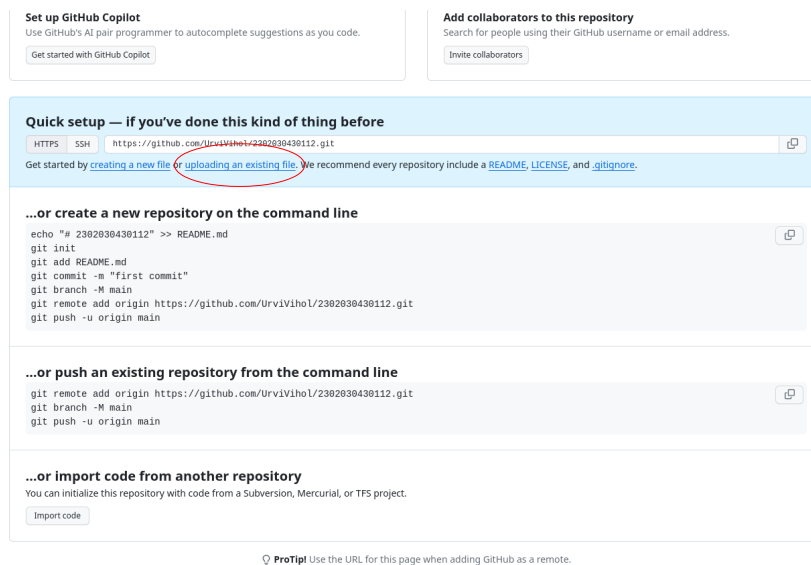 Set up GitHub Copilot
Use GitHub's AI pair programmer to autocomplete suggestions as you code.
Get started with GitHub Copilot
Add collaborators to this repository
Search for people using their GitHub username or email address.
Invite collaborators
Quick setup — if you've done this kind of thing before
HTTPS SSH https://github.com/UrviVihol/2302030430112.git
Get started by creating a new file or uploading an existing file. We recommend every repository include a README, LICENSE, and .gitignore.
...or create a new repository on the command line
echo "# 2302030430112" >> README.md
git init
git add README.md
git commit -m "first commit"
git branch -M main
git remote add origin https://github.com/UrviVihol/2302030430112.git
git push -u origin main
...or push an existing repository from the command line
git remote add origin https://github.com/UrviVihol/2302030430112.git
git branch -M main
git push -u origin main
...or import code from another repository
You can initialize this repository with code from a Subversion, Mercurial, or TFS project.
Import code
ProTip! Use the URL for this page when adding GitHub as a remote.